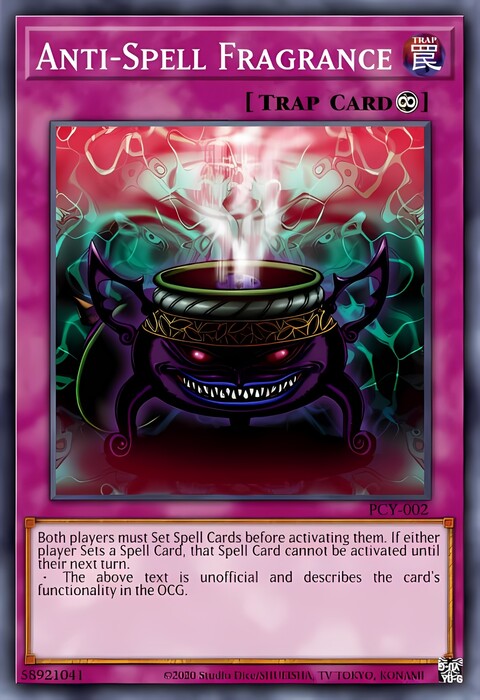 ANTI-SPELL FRAGRANCE
TRAP
罠
[TRAP CARD∞]
PCY-002
Both players must Set Spell Cards before activating them. If either
player Sets a Spell Card, that Spell Card cannot be activated until
their next turn.
· The above text is unofficial and describes the card's
functionality in the OCG.
58921041
©2020 Studio Dice/SHUEISHA, TV TOKYO, KONAMI